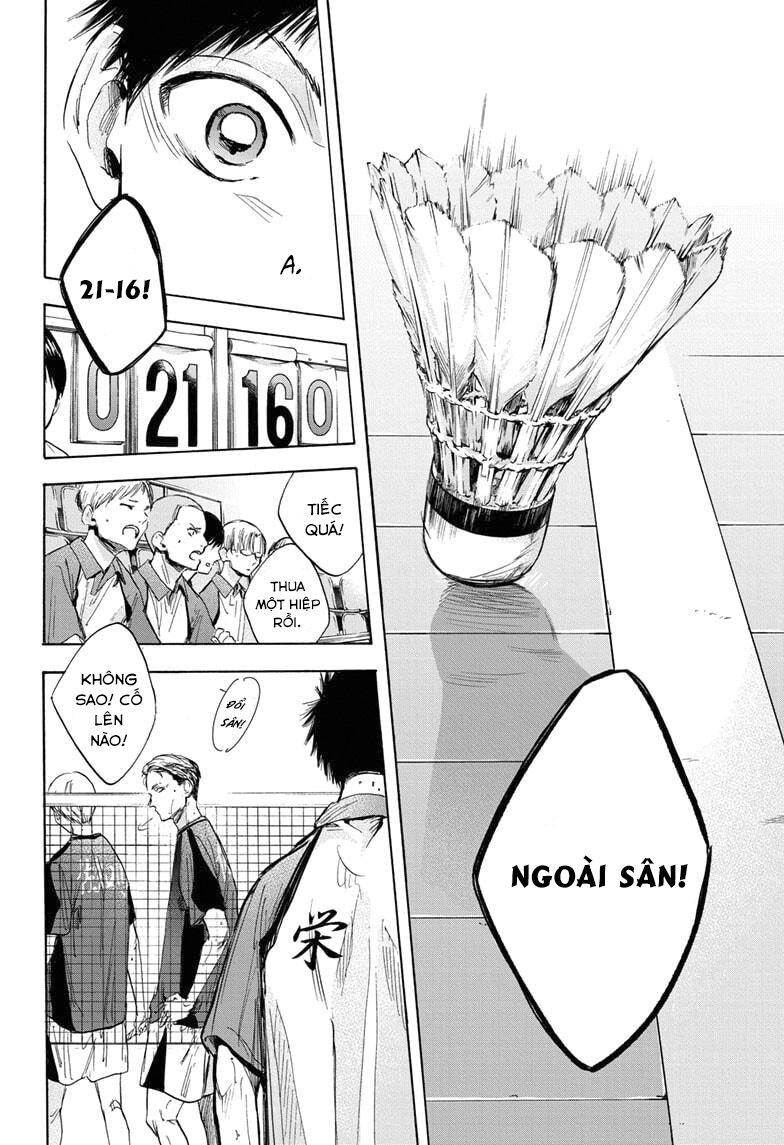 NGOÀI SÂN!
A.
21-16!
0
21
16
0
TIẾC
QUÁ!
THUA
MỘT HIỆP
RỒI.
ĐỔI
SÂN!
KHÔNG
SAO! CỐ
LÊN
NÀO!
栄